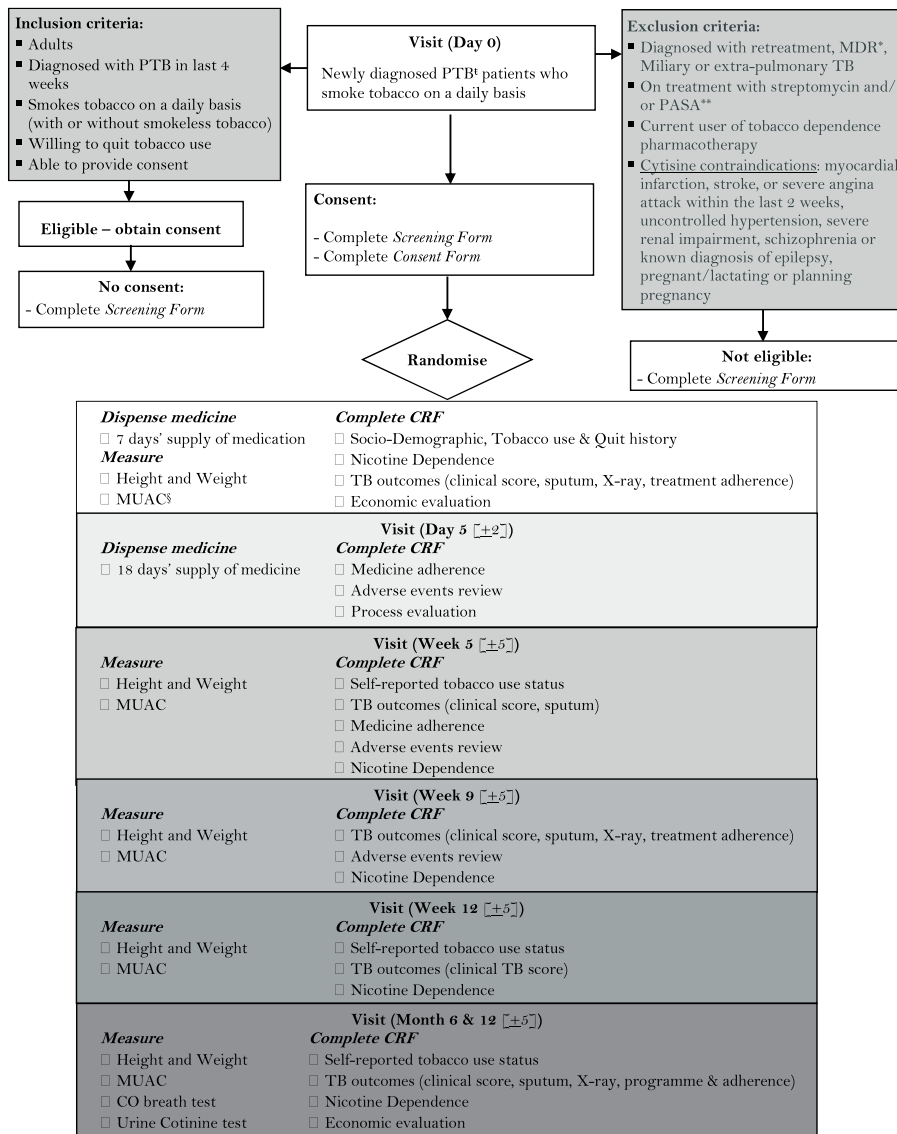 Inclusion criteria:
▪ Adults
▪ Diagnosed with PTB in last 4
weeks
▪ Smokes tobacco on a daily basis
(with or without smokeless tobacco)
▪ Willing to quit tobacco use
▪ Able to provide consent
Eligible – obtain consent
No consent:
- Complete Screening Form
Visit (Day 0)
Newly diagnosed PTBᵗ patients who
smoke tobacco on a daily basis
Consent:
- Complete Screening Form
- Complete Consent Form
Randomise
Exclusion criteria:
▪ Diagnosed with retreatment, MDR*,
Miliary or extra-pulmonary TB
▪ On treatment with streptomycin and/
or PASA**
▪ Current user of tobacco dependence
pharmacotherapy
▪ Cytisine contraindications: myocardial
infarction, stroke, or severe angina
attack within the last 2 weeks,
uncontrolled hypertension, severe
renal impairment, schizophrenia or
known diagnosis of epilepsy,
pregnant/lactating or planning
pregnancy
Not eligible:
- Complete Screening Form
Dispense medicine
□ 7 days' supply of medication
Measure
□ Height and Weight
□ MUAC§
Complete CRF
□ Socio-Demographic, Tobacco use & Quit history
□ Nicotine Dependence
□ TB outcomes (clinical score, sputum, X-ray, treatment adherence)
□ Economic evaluation
Visit (Day 5 [±2])
Dispense medicine
□ 18 days' supply of medicine
Complete CRF
□ Medicine adherence
□ Adverse events review
□ Process evaluation
Visit (Week 5 [±5])
Measure
□ Height and Weight
□ MUAC
Complete CRF
□ Self-reported tobacco use status
□ TB outcomes (clinical score, sputum)
□ Medicine adherence
□ Adverse events review
□ Nicotine Dependence
Visit (Week 9 [±5])
Measure
□ Height and Weight
□ MUAC
Complete CRF
□ TB outcomes (clinical score, sputum, X-ray, treatment adherence)
□ Adverse events review
□ Nicotine Dependence
Visit (Week 12 [±5])
Measure
□ Height and Weight
□ MUAC
Complete CRF
□ Self-reported tobacco use status
□ TB outcomes (clinical TB score)
□ Nicotine Dependence
Visit (Month 6 & 12 [±5])
Measure
□ Height and Weight
□ MUAC
□ CO breath test
□ Urine Cotinine test
Complete CRF
□ Self-reported tobacco use status
□ TB outcomes (clinical score, sputum, X-ray, programme & adherence)
□ Nicotine Dependence
□ Economic evaluation